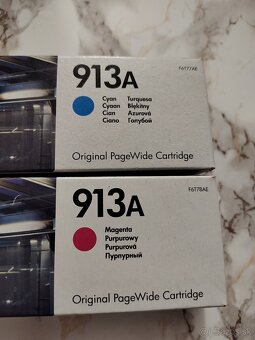 913A
F6T77AE
Cyan Turquesa
Cyaan Błękitny
Cian Azurová
Ciano Голубой
Original PageWide Cartridge
913A
F6T78AE
Magenta
Purpurowy
Purpurová
Пурпурный
Original PageWide Cartridge